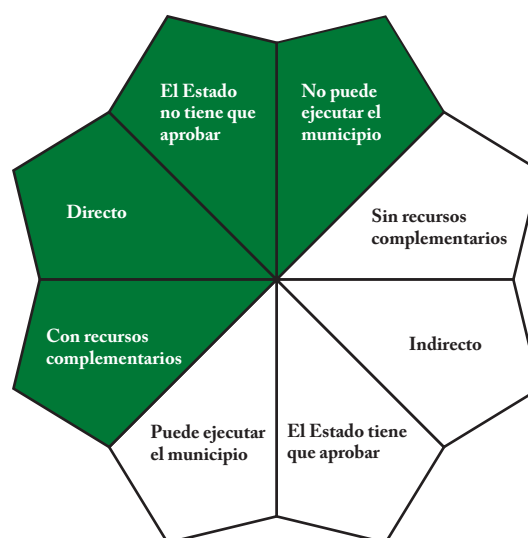 El Estado
no tiene que
aprobar
No puede
ejecutar el
municipio
Directo
Sin recursos
complementarios
Con recursos
complementarios
Indirecto
Puede ejecutar
el municipio
El Estado tiene
que aprobar